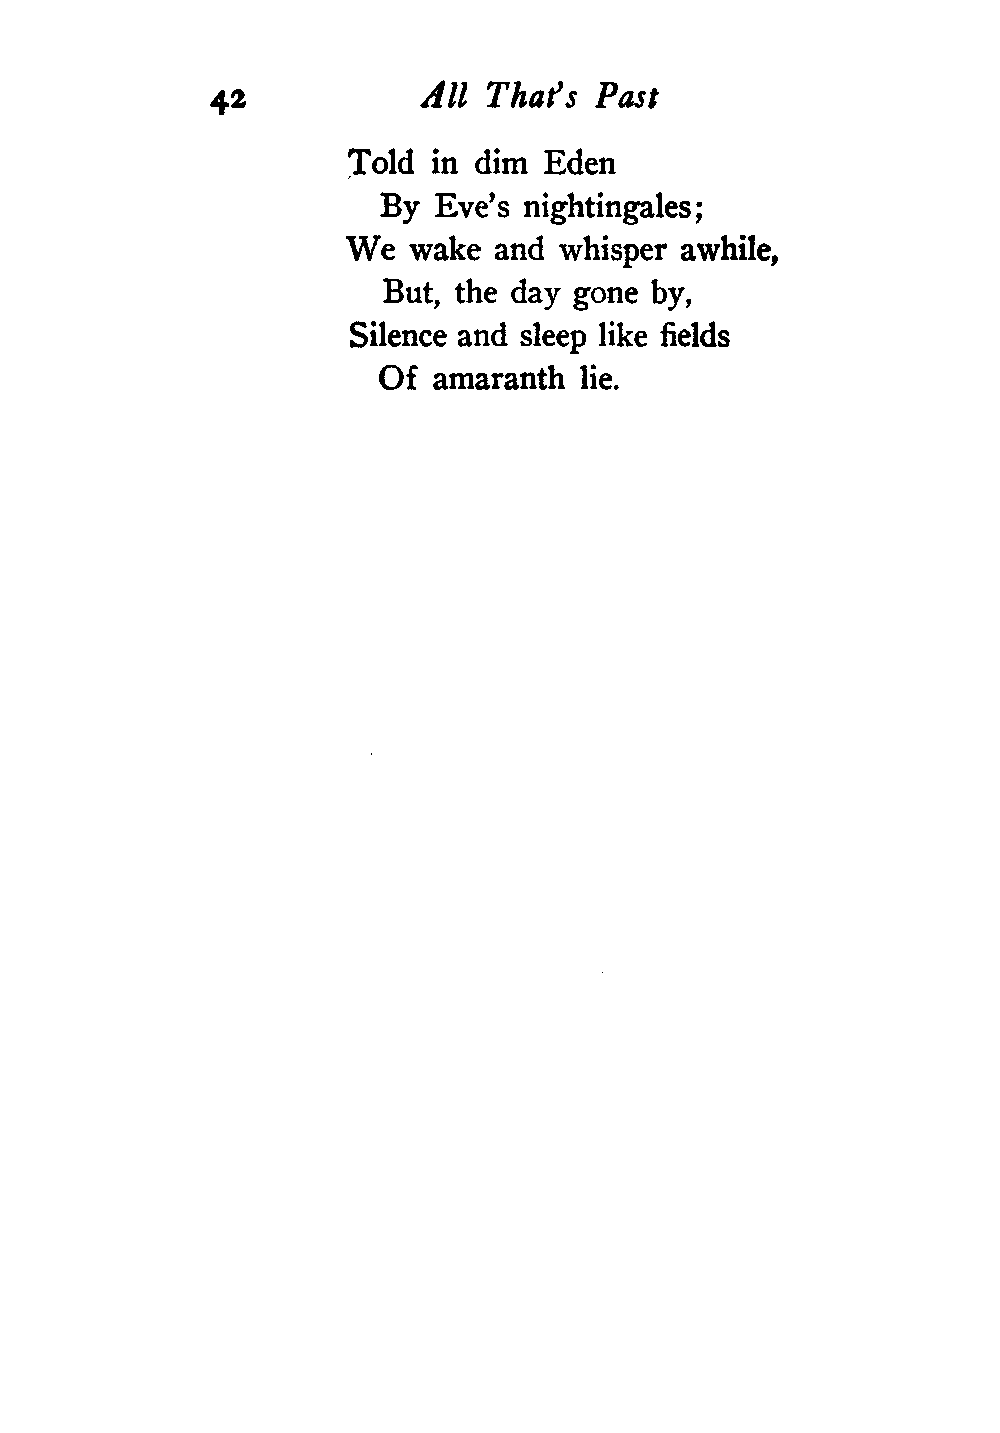 42 All That's Past
Told in dim Eden
By Eve's nightingales;
We wake and whisper awhile,
But, the day gone by,
Silence and sleep like fields
Of amaranth lie.